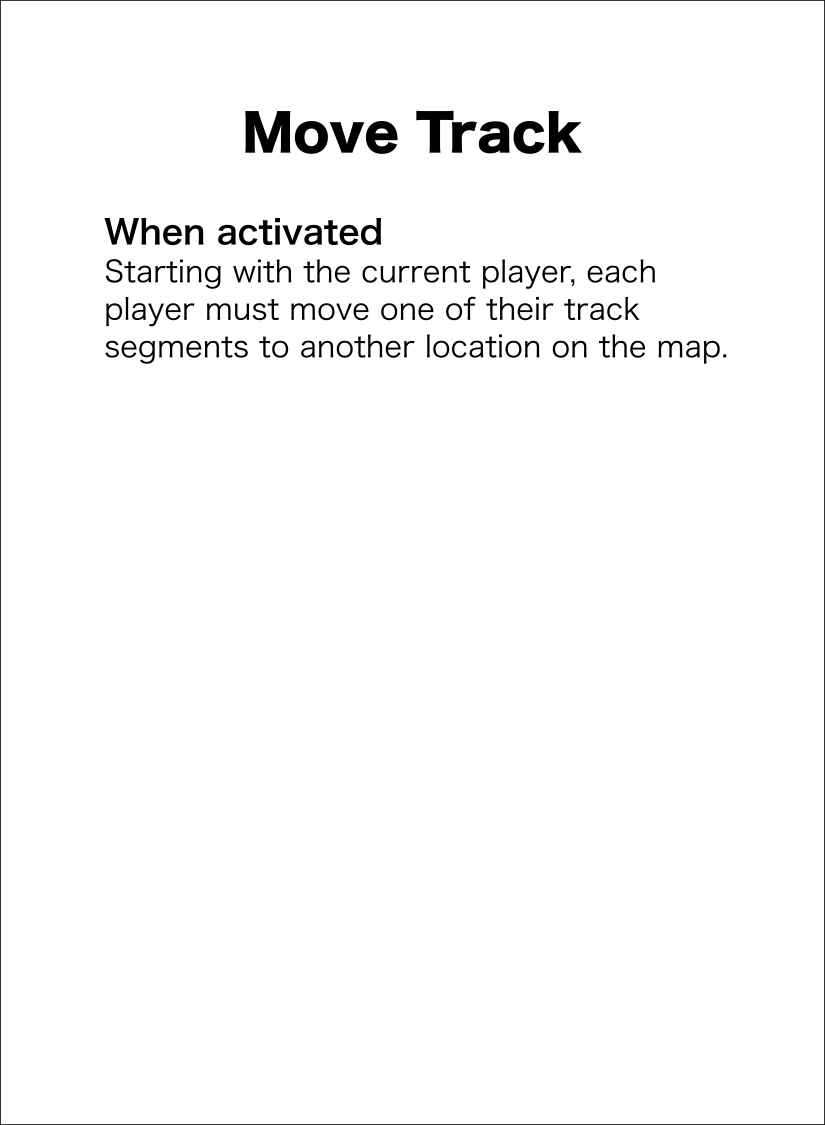 Move Track
When activated
Starting with the current player, each
player must move one of their track
segments to another location on the map.